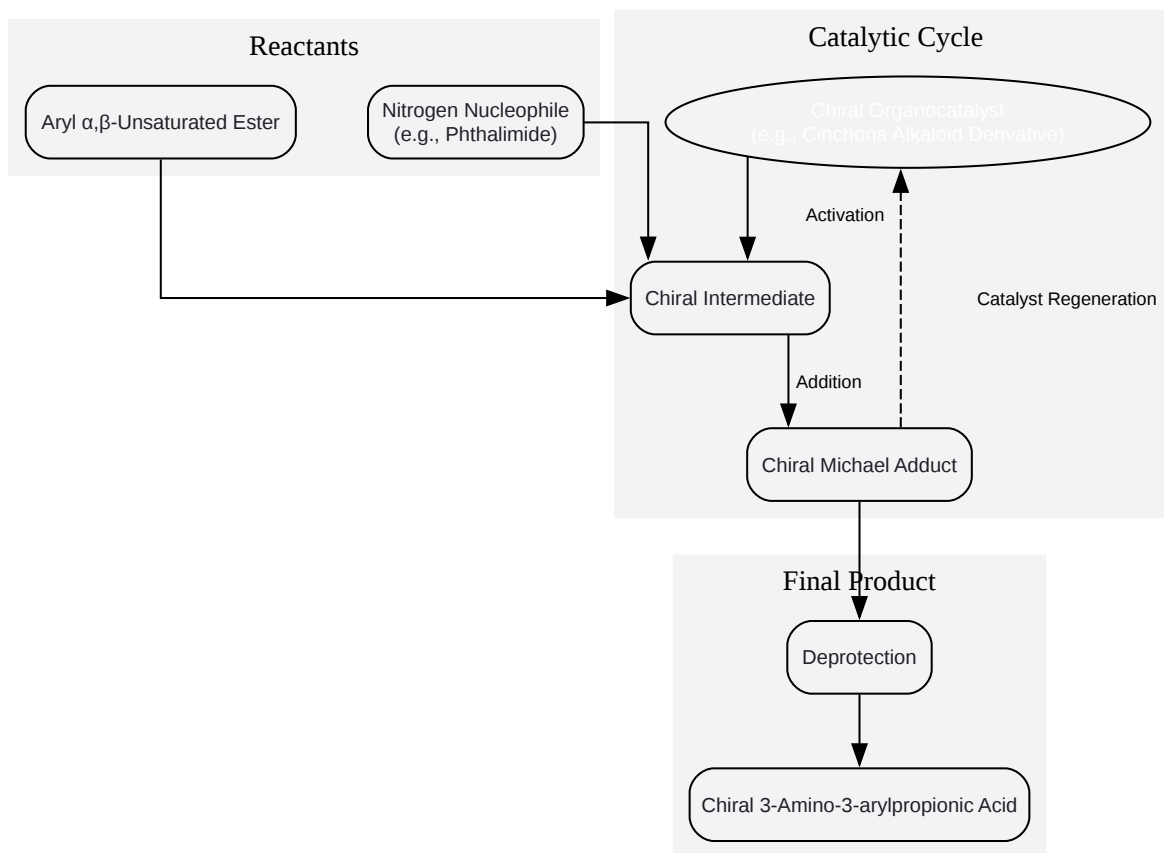 Reactants
Catalytic Cycle
Aryl α,β-Unsaturated Ester
Nitrogen Nucleophile
(e.g., Phthalimide)
Chiral Organocatalyst
(e.g., Cinchona Alkaloid Derivative)
Activation
Chiral Intermediate
Catalyst Regeneration
Addition
Chiral Michael Adduct
Final Product
Deprotection
Chiral 3-Amino-3-arylpropionic Acid